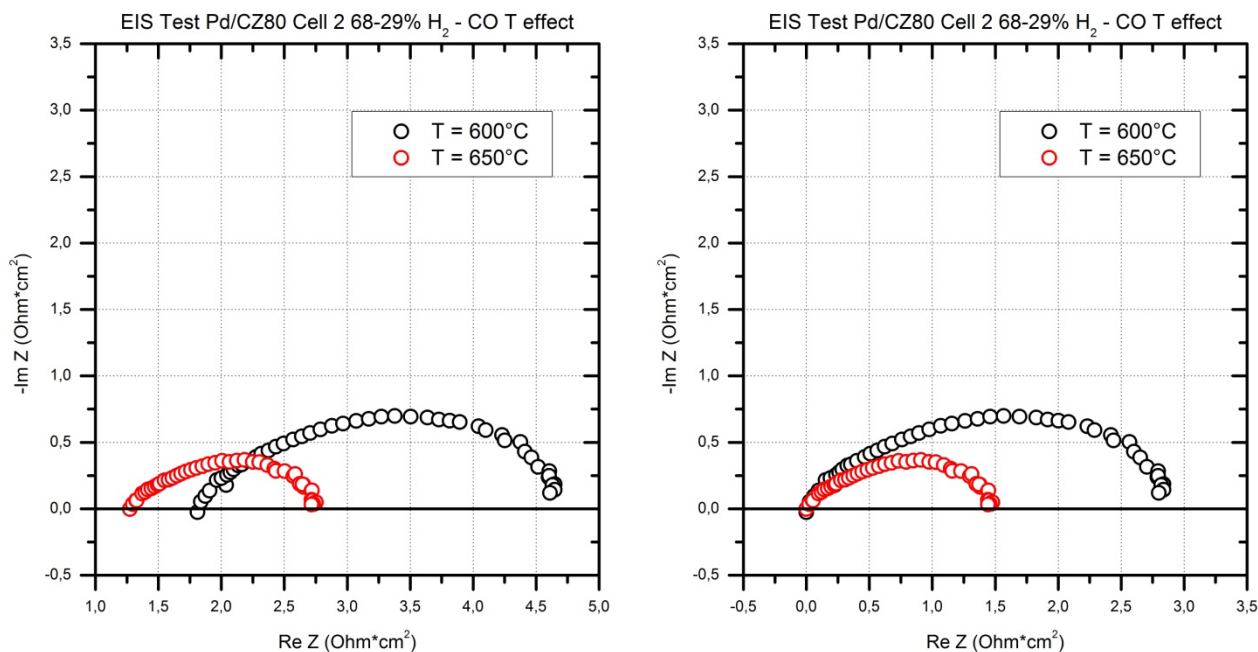 EIS Test Pd/CZ80 Cell 2 68-29% H₂ - CO T effect
3,5
3,0
2,5
2,0
1,5
1,0
0,5
0,0
-0,5
-Im Z (Ohm*cm²)
T = 600°C
T = 650°C
1,0 1,5 2,0 2,5 3,0 3,5 4,0 4,5 5,0
Re Z (Ohm*cm²)
EIS Test Pd/CZ80 Cell 2 68-29% H₂ - CO T effect
3,5
3,0
2,5
2,0
1,5
1,0
0,5
0,0
-0,5
-Im Z (Ohm*cm²)
T = 600°C
T = 650°C
-0,5 0,0 0,5 1,0 1,5 2,0 2,5 3,0 3,5
Re Z (Ohm*cm²)